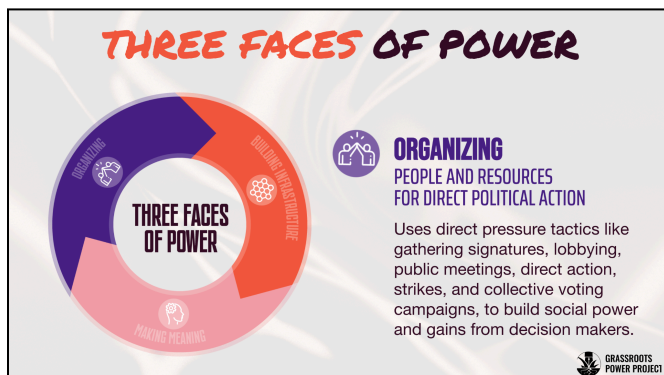 THREE FACES OF POWER
ORGANIZING
BUILDING INFRASTRUCTURE
THREE FACES
OF POWER
MAKING MEANING
ORGANIZING
PEOPLE AND RESOURCES
FOR DIRECT POLITICAL ACTION
Uses direct pressure tactics like
gathering signatures, lobbying,
public meetings, direct action,
strikes, and collective voting
campaigns, to build social power
and gains from decision makers.
GRASSROOTS
POWER PROJECT